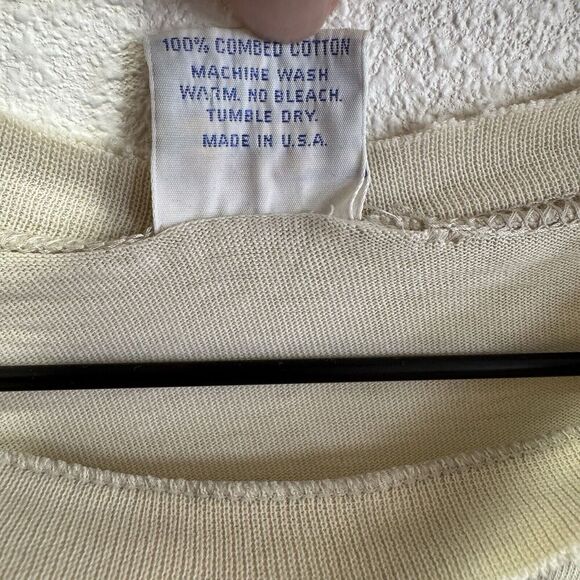 100% COMBED COTTON
MACHINE WASH
WARM. NO BLEACH.
TUMBLE DRY.
MADE IN U.S.A.